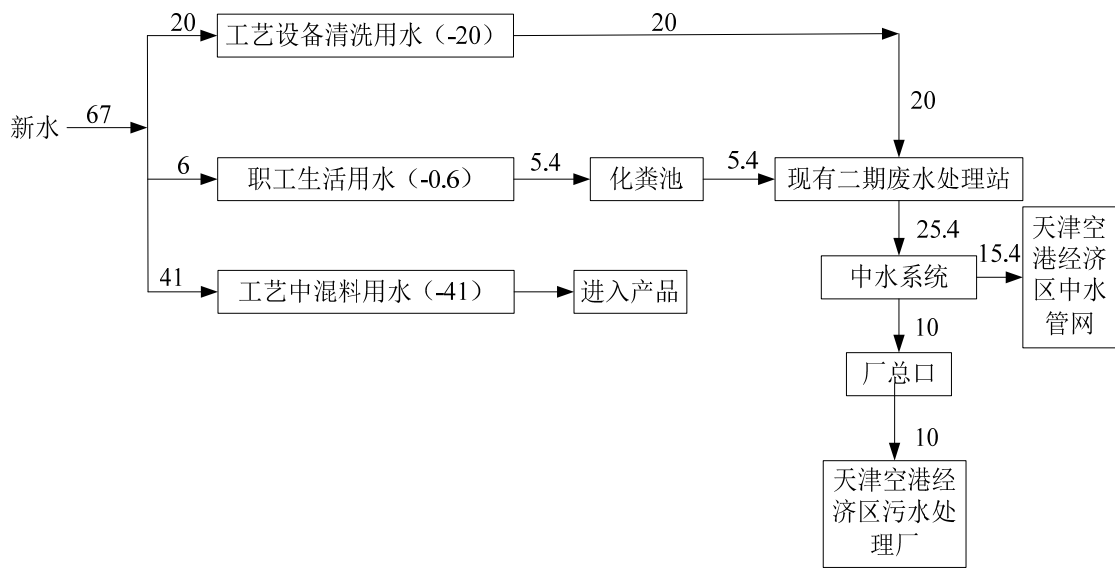 20
工艺设备清洗用水（-20）
20
新水
67
20
6
职工生活用水（-0.6）
5.4
化粪池
5.4
现有二期废水处理站
25.4
天津空
港经济
区中水
管网
41
工艺中混料用水（-41）
进入产品
中水系统
15.4
10
厂总口
10
天津空港经
济区污水处
理厂